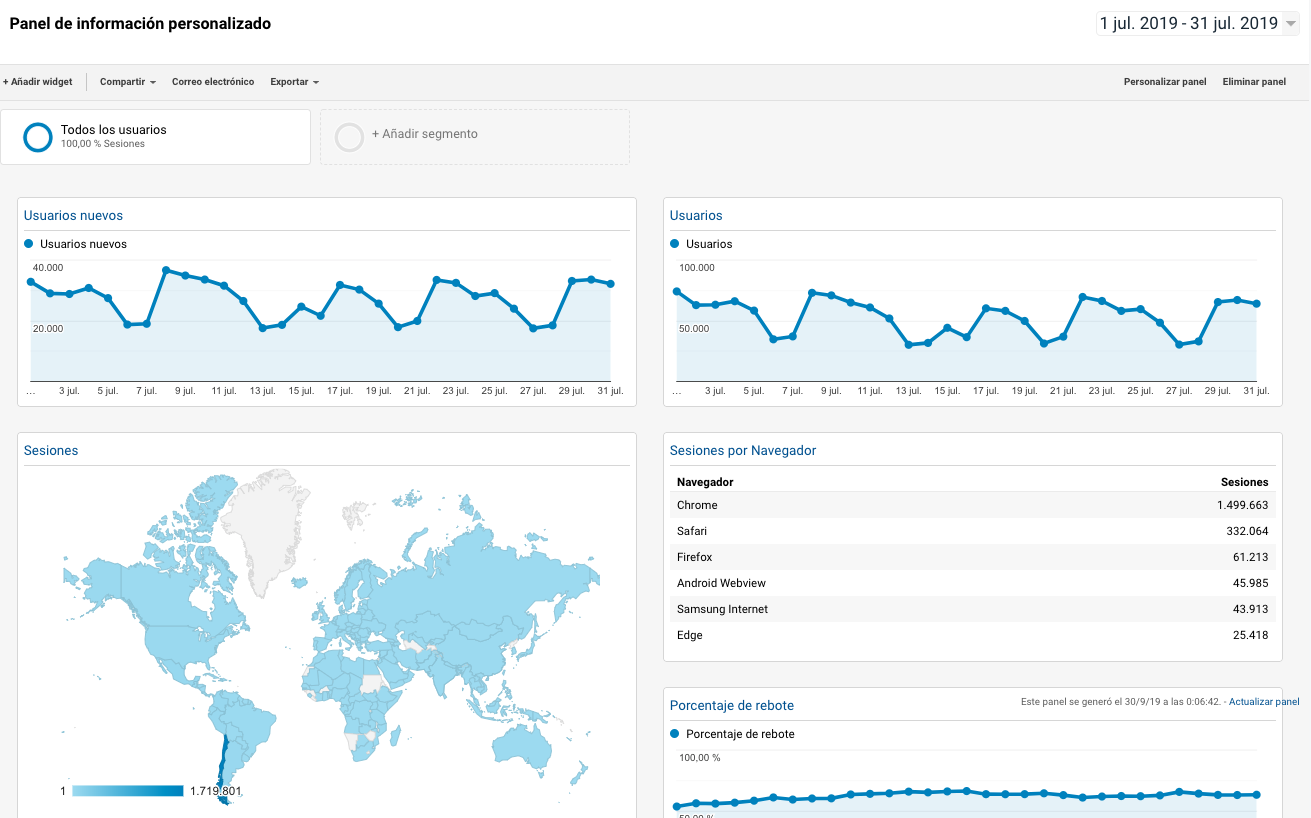 Panel de información personalizado
1 jul. 2019 - 31 jul. 2019
+ Añadir widget Compartir Correo electrónico Exportar Personalizar panel Eliminar panel
Todos los usuarios
100,00 % Sesiones
+ Añadir segmento
Usuarios nuevos
Usuarios nuevos
40.000
20.000
... 3 jul. 5 jul. 7 jul. 9 jul. 11 jul. 13 jul. 15 jul. 17 jul. 19 jul. 21 jul. 23 jul. 25 jul. 27 jul. 29 jul. 31 jul.
Usuarios
Usuarios
100.000
50.000
... 3 jul. 5 jul. 7 jul. 9 jul. 11 jul. 13 jul. 15 jul. 17 jul. 19 jul. 21 jul. 23 jul. 25 jul. 27 jul. 29 jul. 31 jul.
Sesiones
1 1.719.801
Sesiones por Navegador
Navegador Sesiones
Chrome 1.499.663
Safari 332.064
Firefox 61.213
Android Webview 45.985
Samsung Internet 43.913
Edge 25.418
Este panel se generó el 30/9/19 a las 0:06:42. - Actualizar panel
Porcentaje de rebote
Porcentaje de rebote
100,00 %
50,00 %